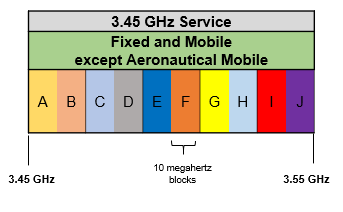 3.45 GHz Service
Fixed and Mobile
except Aeronautical Mobile
A B C D E F G H I J
10 megahertz
blocks
3.45 GHz 3.55 GHz